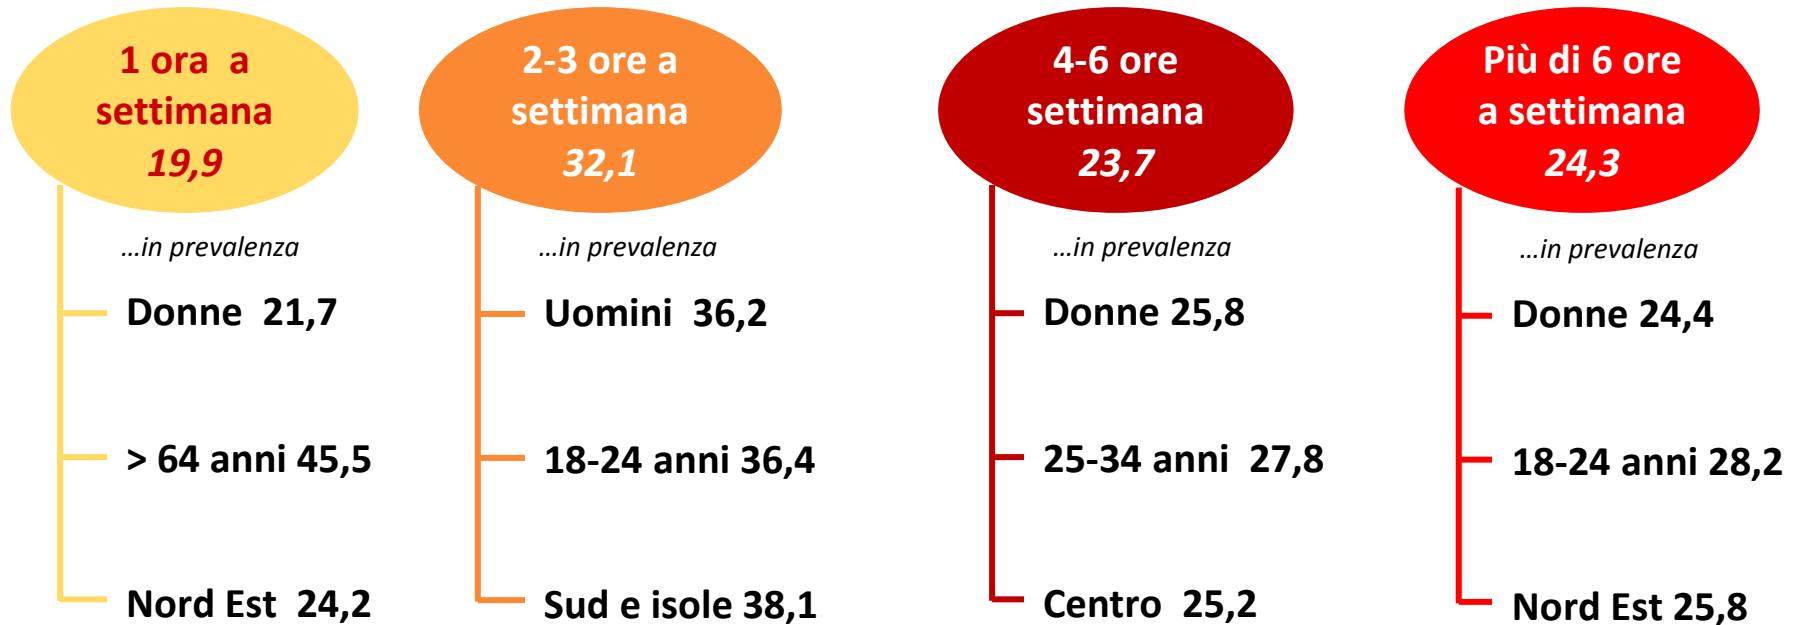 1 ora a
settimana
19,9
…in prevalenza
Donne 21,7
> 64 anni 45,5
Nord Est 24,2
2-3 ore a
settimana
32,1
…in prevalenza
Uomini 36,2
18-24 anni 36,4
Sud e isole 38,1
4-6 ore
settimana
23,7
…in prevalenza
Donne 25,8
25-34 anni 27,8
Centro 25,2
Più di 6 ore
a settimana
24,3
…in prevalenza
Donne 24,4
18-24 anni 28,2
Nord Est 25,8